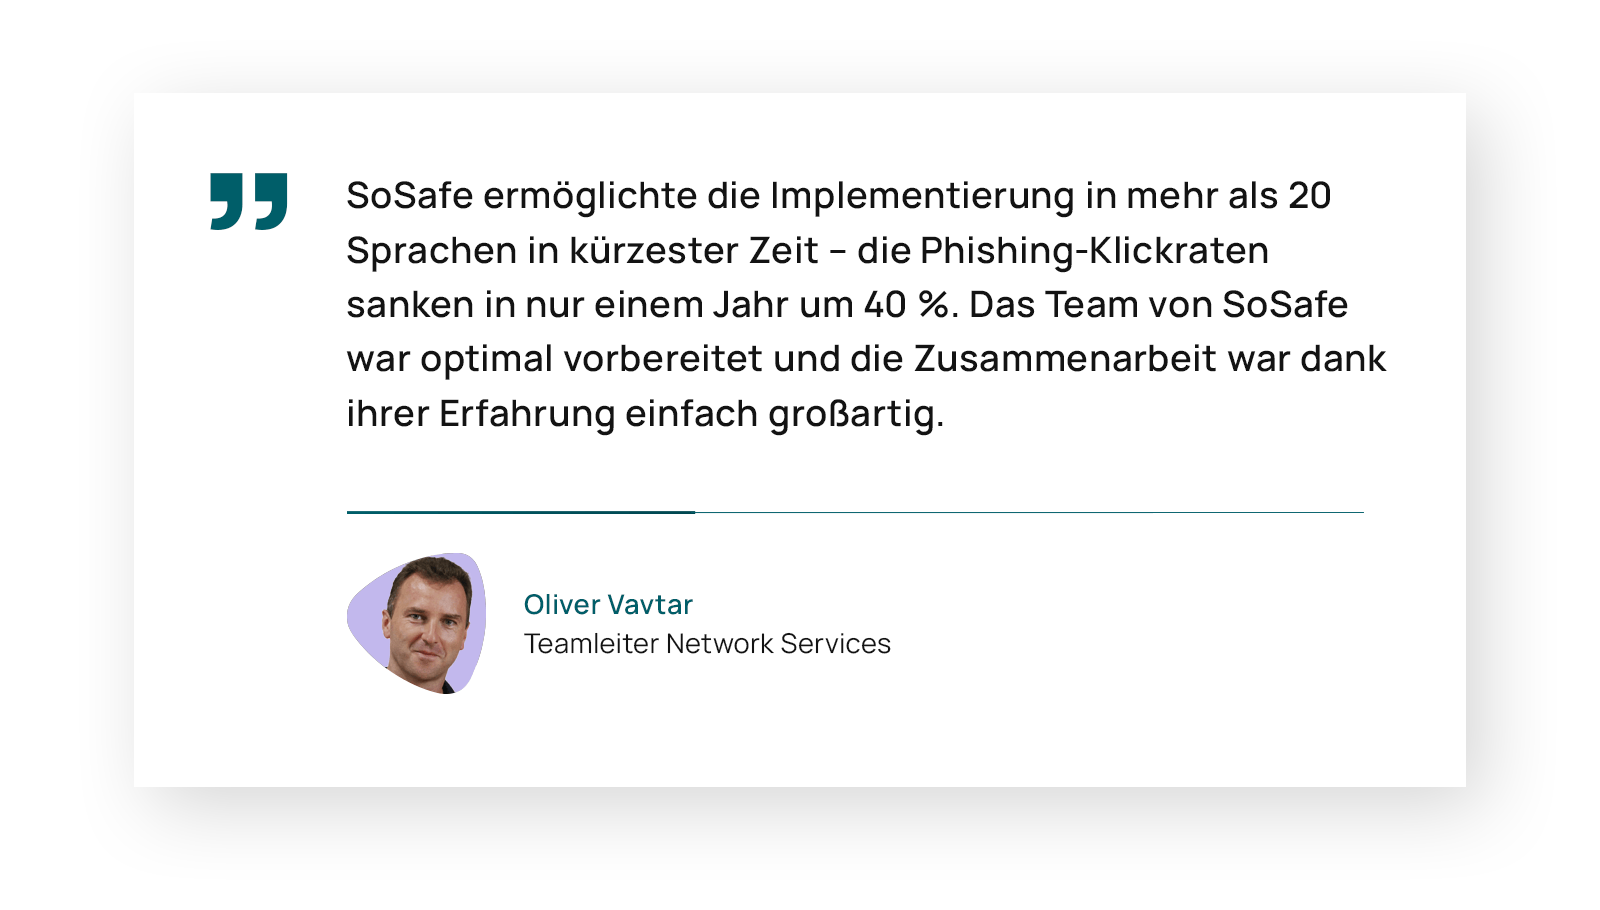 SoSafe ermöglichte die Implementierung in mehr als 20
Sprachen in kürzester Zeit – die Phishing-Klickraten
sanken in nur einem Jahr um 40 %. Das Team von SoSafe
war optimal vorbereitet und die Zusammenarbeit war dank
ihrer Erfahrung einfach großartig.
Oliver Vavtar
Teamleiter Network Services